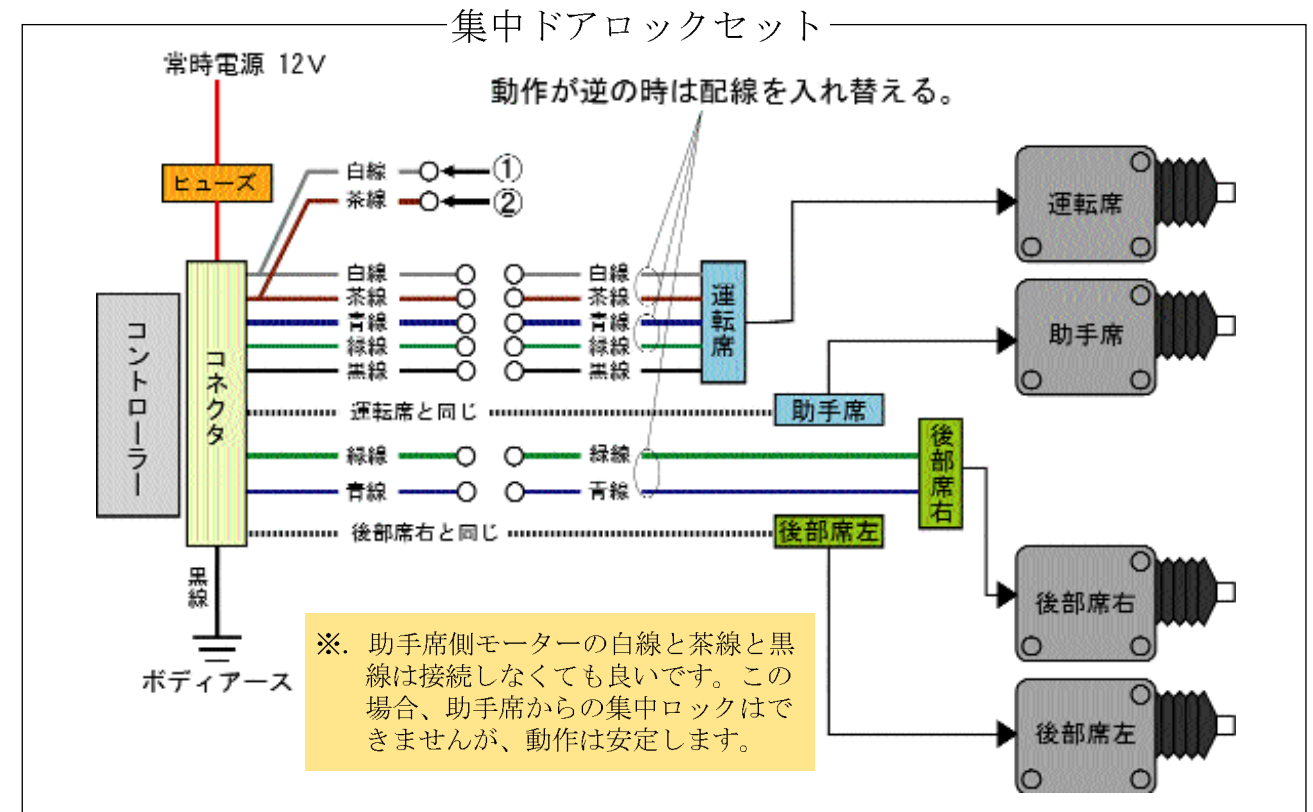 集中ドアロックセット
常時電源 12V
動作が逆の時は配線を入れ替える。
ヒューズ
白線
①
茶線
②
運転席
白線
白線
茶線
茶線
青線
青線
緑線
緑線
黒線
黒線
運転席
助手席
コントローラー
コネクタ
運転席と同じ
助手席
緑線
緑線
青線
青線
後部席右
後部席右と同じ
後部席左
黒線
ボディアース
後部席右
後部席左
※. 助手席側モーターの白線と茶線と黒
線は接続しなくても良いです。この
場合、助手席からの集中ロックはで
きませんが、動作は安定します。